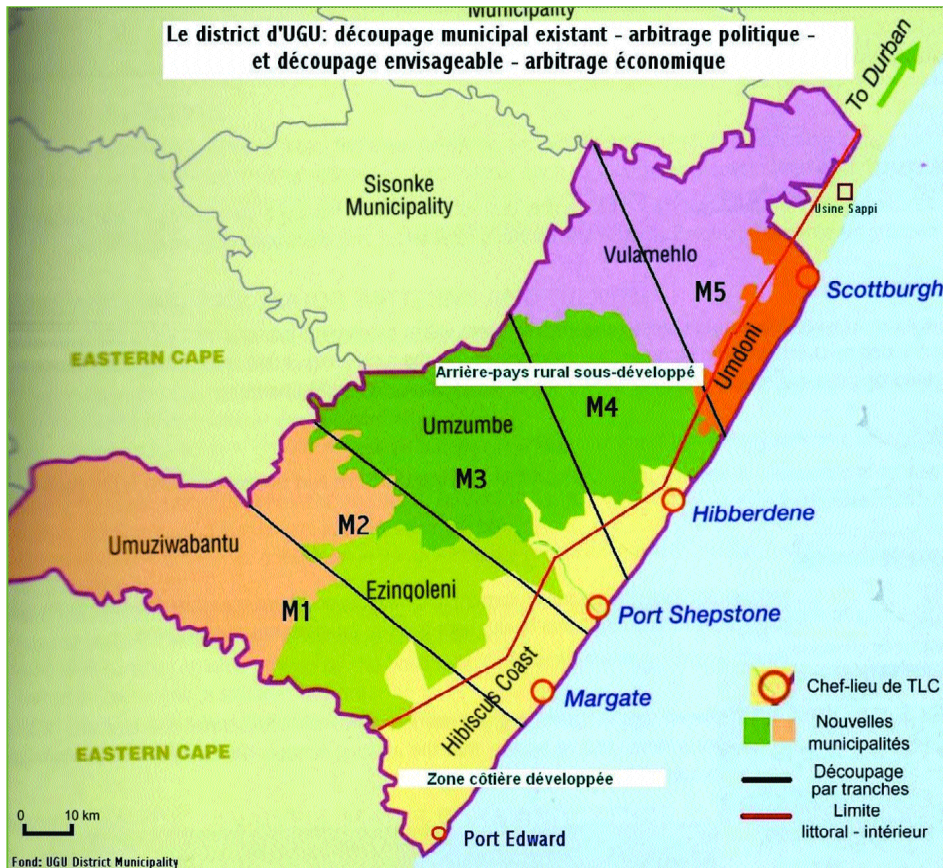 Municipality
Le district d'UGU: découpage municipal existant - arbitrage politique -
et découpage envisageable - arbitrage économique
To Durban
Sisonke
Municipality
Usine Sappi
Vulamehlo
M5
Scottburgh
EASTERN CAPE
Arrière-pays rural sous-développé
Umdoni
M4
Umzumbe
M3
Hibberdene
M2
Umuziwabantu
Ezinqoleni
M1
Port Shepstone
Hibiscus Coast
Margate
Chef-lieu de TLC
Nouvelles
municipalités
EASTERN CAPE
Zone côtière développée
Découpage
par tranches
Limite
littoral - intérieur
0 10 km
Port Edward
Fond: UGU District Municipality